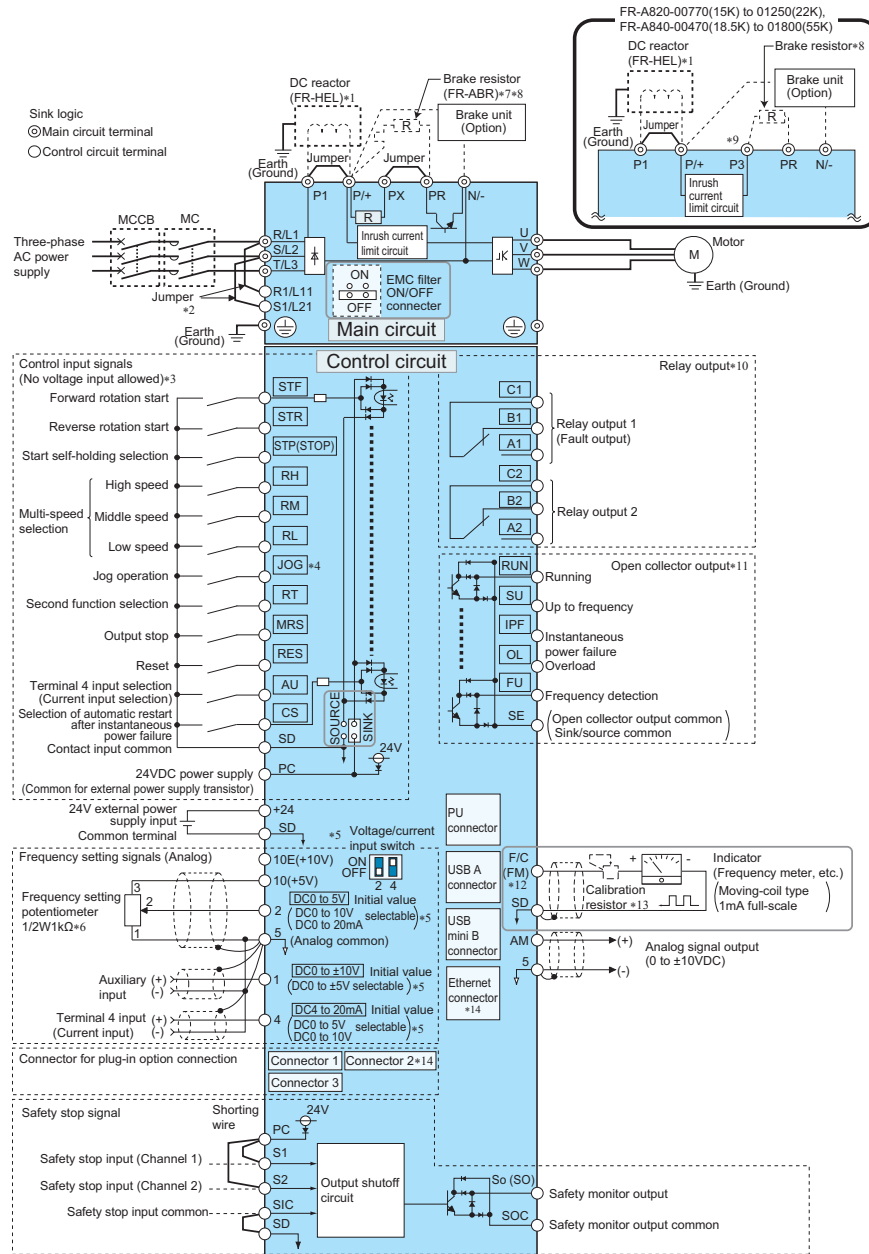 FR-A820-00770(15K) to 01250(22K),
FR-A840-00470(18.5K) to 01800(55K)
DC reactor
(FR-HEL)*1
Brake resistor*8
Brake unit
(Option)
Earth
(Ground)
Jumper
*9
R
P1
P/+
P3
PR
N/-
Inrush
current
limit circuit
Sink logic
Main circuit terminal
Control circuit terminal
DC reactor
(FR-HEL)*1
Brake resistor
(FR-ABR)*7*8
Brake unit
(Option)
R
Earth
(Ground)
Jumper
Jumper
P1
P/+
PX
PR
N/-
R
Inrush current
limit circuit
MCCB
MC
Three-phase
AC power
supply
R/L1
S/L2
T/L3
R1/L11
S1/L21
Jumper
*2
Earth
(Ground)
ON
OFF
EMC filter
ON/OFF
connecter
U
V
W
Motor
M
Earth (Ground)
Main circuit
Control circuit
Control input signals
(No voltage input allowed)*3
Forward rotation start
STF
Reverse rotation start
STR
Start self-holding selection
STP(STOP)
Multi-speed
selection
High speed
RH
Middle speed
RM
Low speed
RL
Jog operation
JOG *4
Second function selection
RT
Output stop
MRS
Reset
RES
Terminal 4 input selection
(Current input selection)
AU
Selection of automatic restart
after instantaneous
power failure
CS
Contact input common
SD
SOURCE
SINK
24V
24VDC power supply
(Common for external power supply transistor)
PC
24V external power
supply input
+24
Common terminal
SD
Relay output*10
C1
B1
A1
Relay output 1
(Fault output)
C2
B2
A2
Relay output 2
Open collector output*11
RUN
Running
SU
Up to frequency
IPF
Instantaneous
power failure
OL
Overload
FU
Frequency detection
SE
(Open collector output common
Sink/source common)
Frequency setting signals (Analog)
*5
Voltage/current
input switch
ON
OFF
2 4
10E(+10V)
10(+5V)
Frequency setting
potentiometer
1/2W1kΩ*6
3
2
1
2
DC0 to 5V Initial value
(DC0 to 10V
DC0 to 20mA selectable)*5
5
(Analog common)
Auxiliary
input
(+)
(-)
1
DC0 to ±10V Initial value
(DC0 to ±5V selectable)*5
Terminal 4 input
(Current input)
(+)
(-)
4
DC4 to 20mA Initial value
(DC0 to 5V
DC0 to 10V selectable)*5
PU
connector
USB A
connector
USB
mini B
connector
Ethernet
connector
*14
F/C
(FM)
*12
SD
Calibration
resistor *13
+
-
Indicator
(Frequency meter, etc.)
(Moving-coil type
1mA full-scale)
AM
5
(+)
(-)
Analog signal output
(0 to ±10VDC)
Connector for plug-in option connection
Connector 1
Connector 2*14
Connector 3
Safety stop signal
Shorting
wire
24V
PC
Safety stop input (Channel 1)
S1
Safety stop input (Channel 2)
S2
Safety stop input common
SIC
SD
Output shutoff
circuit
So (SO)
Safety monitor output
SOC
Safety monitor output common